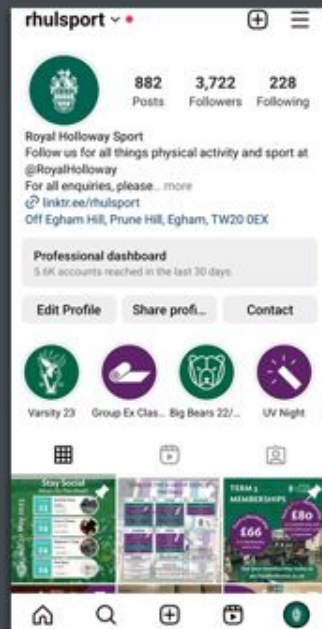 rhulsport
882 3,722 228
Posts Followers Following
Royal Holloway Sport
Follow us for all things physical activity and sport at
@RoyalHolloway
For all enquiries, please... more
linktr.ee/rhulsport
Off Egham Hill, Prune Hill, Egham, TW20 0EX
Professional dashboard
5.6K accounts reached in the last 30 days.
Edit Profile Share profi... Contact
Varsity 23 Group Ex Clas... Big Bears 22/... UV Night
Stay Social
TERM 3
MEMBERSHIPS
£80
£66